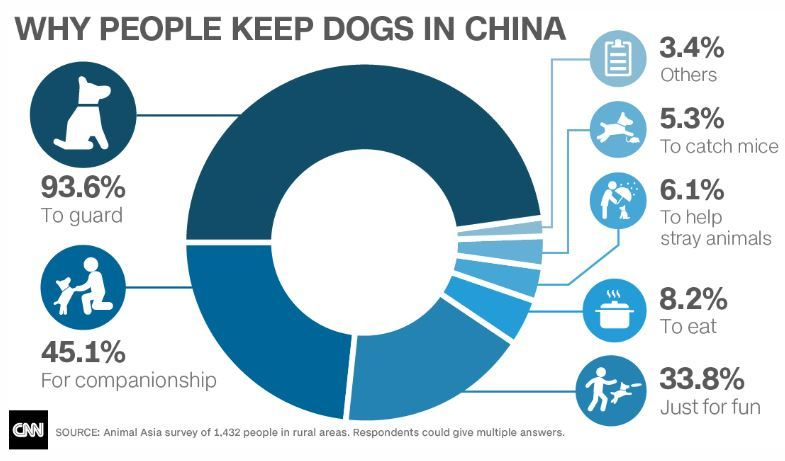 WHY PEOPLE KEEP DOGS IN CHINA
93.6%
To guard
45.1%
For companionship
3.4%
Others
5.3%
To catch mice
6.1%
To help
stray animals
8.2%
To eat
33.8%
Just for fun
CNN
SOURCE: Animal Asia survey of 1,432 people in rural areas. Respondents could give multiple answers.